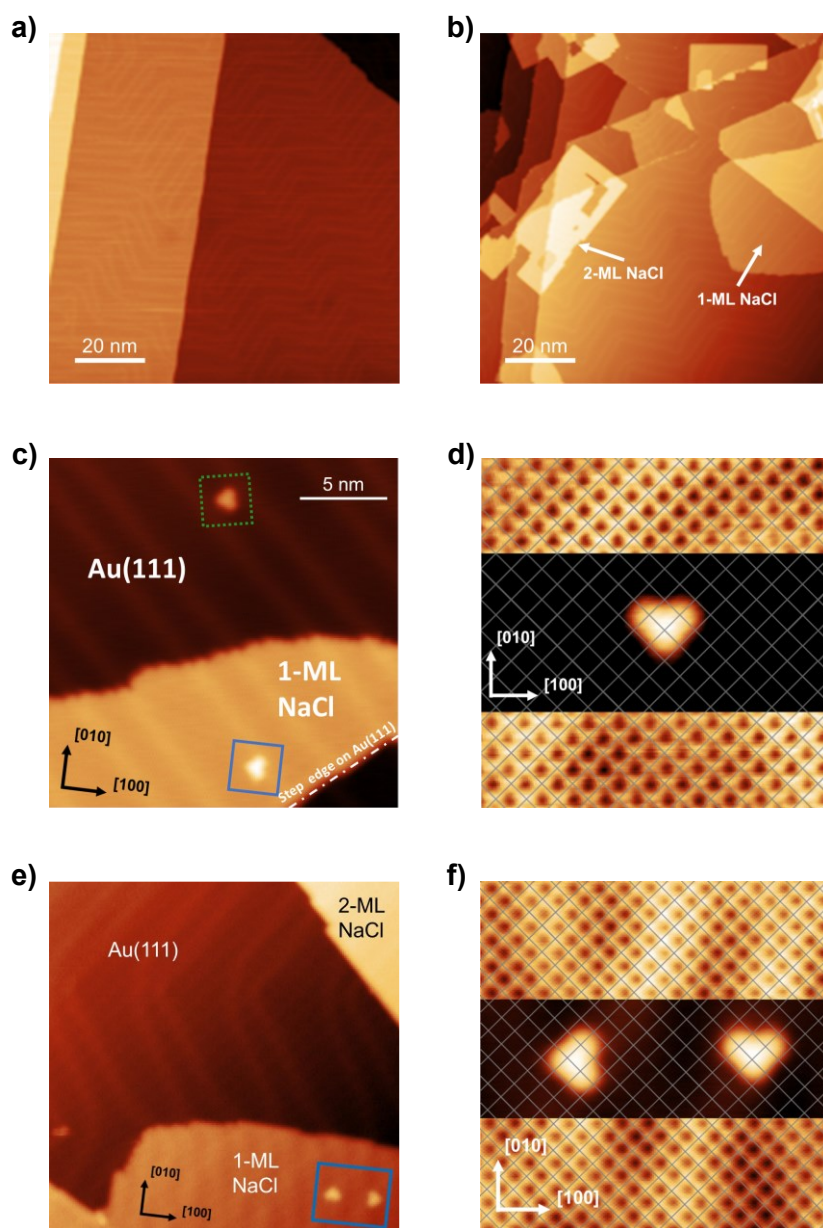 a)
b)
2-ML NaCl
1-ML NaCl
20 nm
20 nm
c)
d)
5 nm
Au(111)
1-ML
NaCl
[010]
[100]
Step edge on Au(111)
[010]
[100]
e)
f)
2-ML
NaCl
Au(111)
1-ML
NaCl
[010]
[100]
[010]
[100]